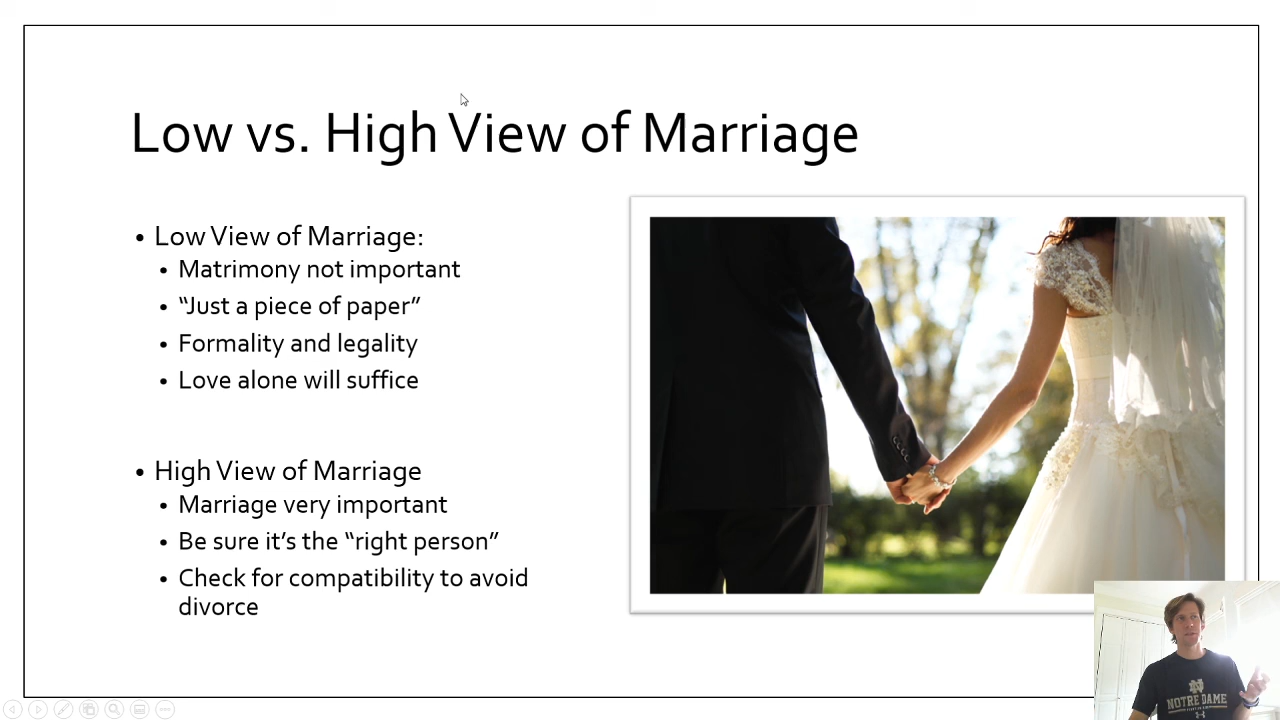 Low vs. High View of Marriage
Low View of Marriage:
Matrimony not important
“Just a piece of paper”
Formality and legality
Love alone will suffice
High View of Marriage
Marriage very important
Be sure it’s the “right person”
Check for compatibility to avoid
divorce
NOTRE DAME